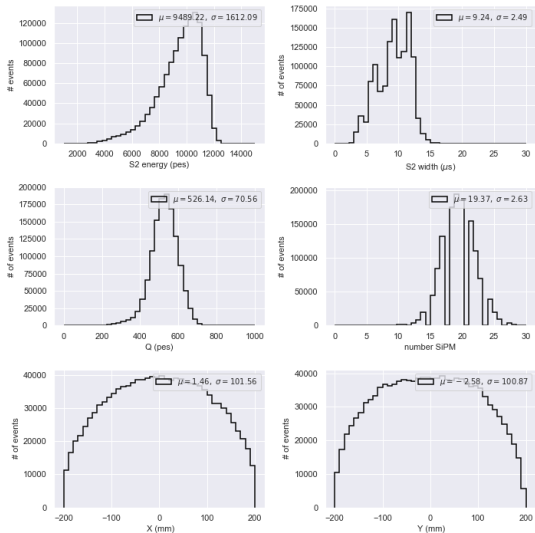 μ = 9489.22, σ = 1612.09
# of events
120000
100000
80000
60000
40000
20000
0
2000 4000 6000 8000 10000 12000 14000
S2 energy (pes)
μ = 9.24, σ = 2.49
# of events
175000
150000
125000
100000
75000
50000
25000
0
0 5 10 15 20 25 30
S2 width (μs)
μ = 526.14, σ = 70.56
# of events
200000
175000
150000
125000
100000
75000
50000
25000
0
0 200 400 600 800 1000
Q (pes)
μ = 19.37, σ = 2.63
# of events
200000
150000
100000
50000
0
0 5 10 15 20 25 30
number SiPM
μ = 1.46, σ = 101.56
# of events
40000
30000
20000
10000
0
−200 −100 0 100 200
X (mm)
μ = −2.58, σ = 100.87
# of events
40000
30000
20000
10000
0
−200 −100 0 100 200
Y (mm)